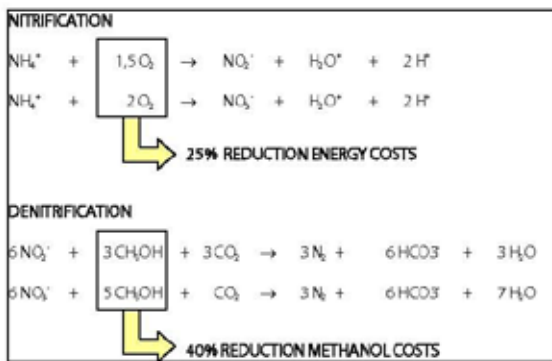 NITRIFICATION
NH₄⁺ + 1,5 O₂ → NO₂⁻ + H₂O⁺ + 2 H⁺
NH₄⁺ + 2 O₂ → NO₃⁻ + H₂O⁺ + 2 H⁺
25% REDUCTION ENERGY COSTS
DENITRIFICATION
6 NO₂⁻ + 3 CH₃OH + 3 CO₂ → 3 N₂ + 6 HCO3⁻ + 3 H₂O
6 NO₃⁻ + 5 CH₃OH + CO₂ → 3 N₂ + 6 HCO3⁻ + 7 H₂O
40% REDUCTION METHANOL COSTS